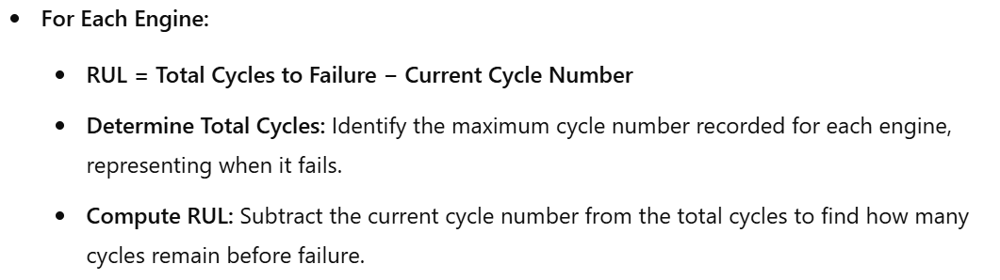 For Each Engine:
RUL = Total Cycles to Failure − Current Cycle Number
Determine Total Cycles: Identify the maximum cycle number recorded for each engine,
representing when it fails.
Compute RUL: Subtract the current cycle number from the total cycles to find how many
cycles remain before failure.